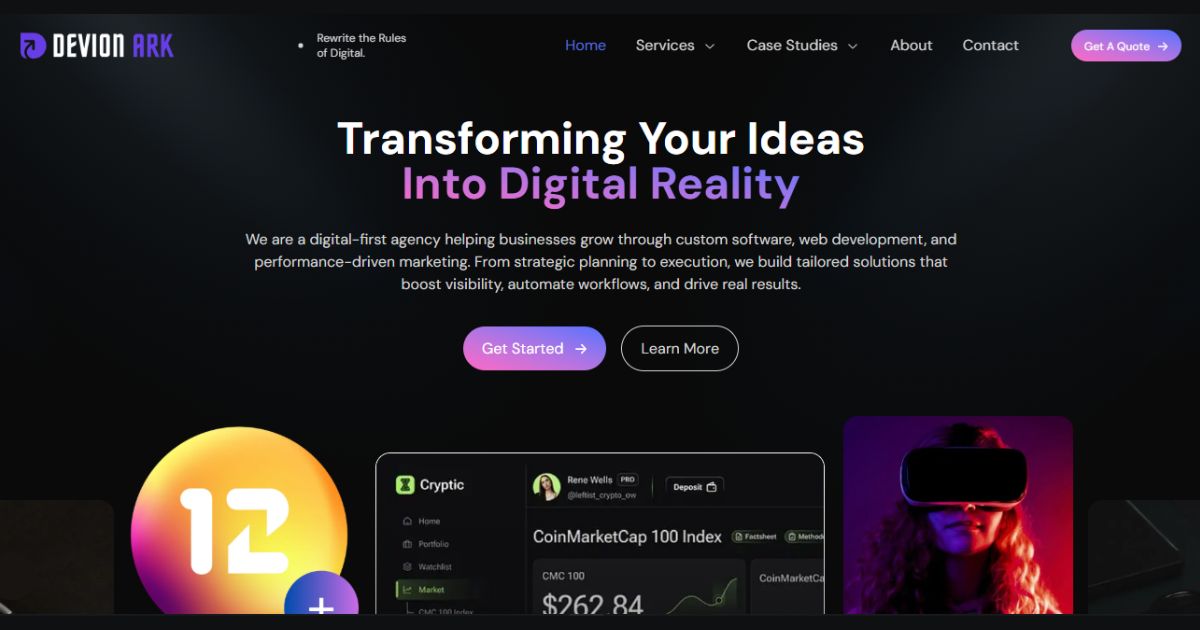 DEVION ARK
Rewrite the Rules
of Digital.
Home
Services
Case Studies
About
Contact
Get A Quote
Transforming Your Ideas
Into Digital Reality
We are a digital-first agency helping businesses grow through custom software, web development, and
performance-driven marketing. From strategic planning to execution, we build tailored solutions that
boost visibility, automate workflows, and drive real results.
Get Started
Learn More
12
+
Cryptic
Home
Portfolio
Watchlist
Market
CMC 100 Index
Rene Wells PRO
@leftist_crypto_ow
Deposit
CoinMarketCap 100 Index
Factsheet
Method
CMC 100
$262.84
CoinMarketCa